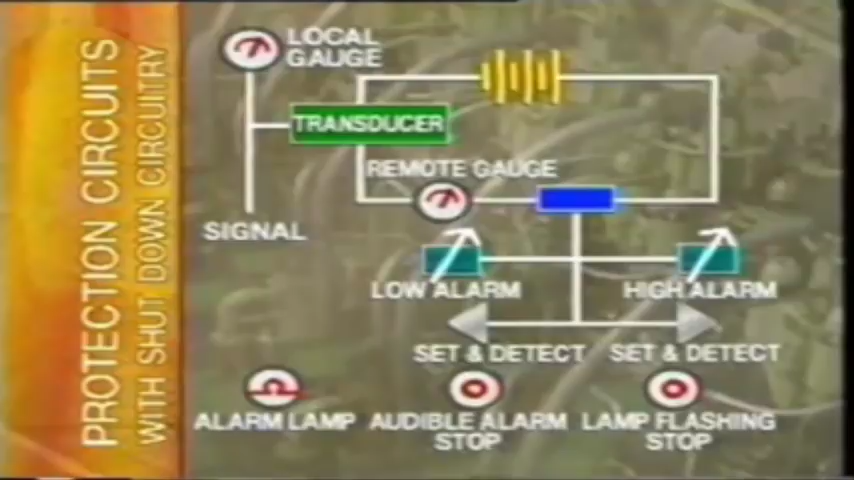 PROTECTION CIRCUITS
WITH SHUT DOWN CIRCUITRY
LOCAL
GAUGE
TRANSDUCER
REMOTE GAUGE
SIGNAL
LOW ALARM
HIGH ALARM
SET & DETECT
SET & DETECT
ALARM LAMP
AUDIBLE ALARM
STOP
LAMP FLASHING
STOP